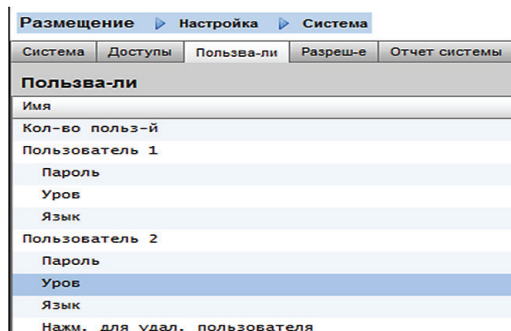 Размещение Настройка Система
Система Доступы Пользва-ли Разреш-е Отчет системы
Пользва-ли
Имя
Кол-во польз-й
Пользователь 1
Пароль
Уров
Язык
Пользователь 2
Пароль
Уров
Язык
Нажм. для удал. пользователя